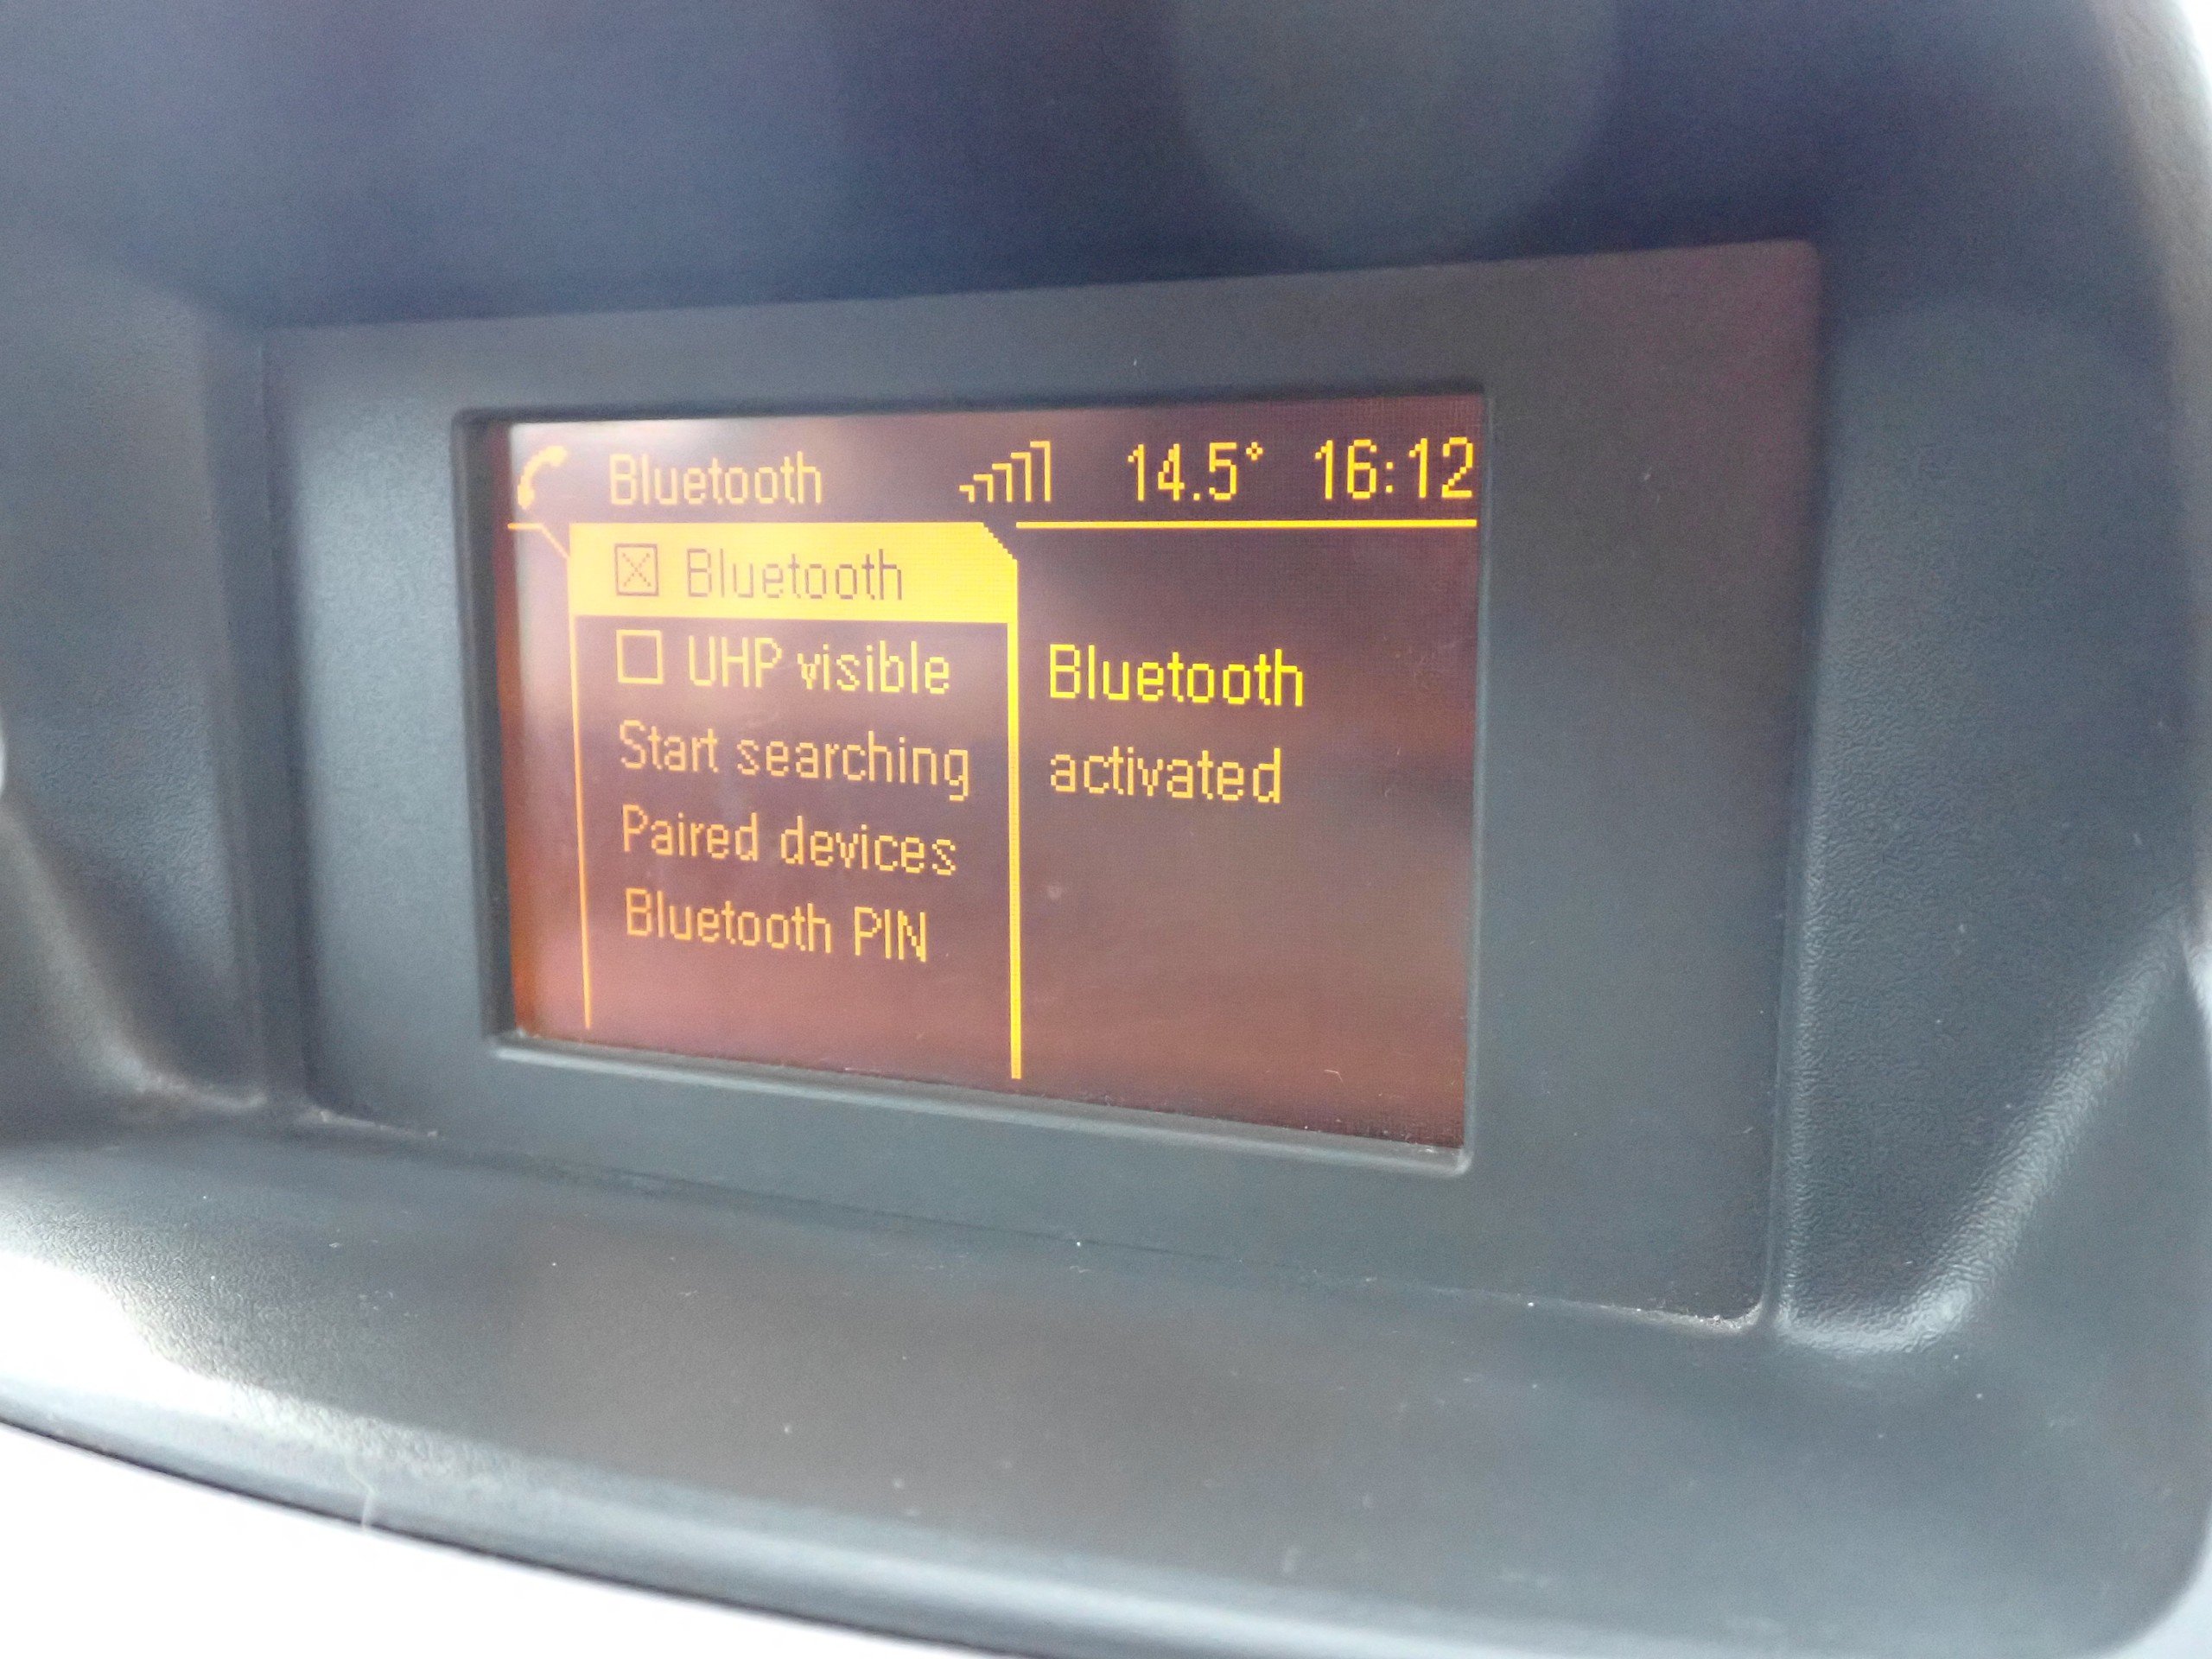 Bluetooth 14.5° 16:12
Bluetooth
UHP visible
Start searching
Paired devices
Bluetooth PIN
Bluetooth
activated